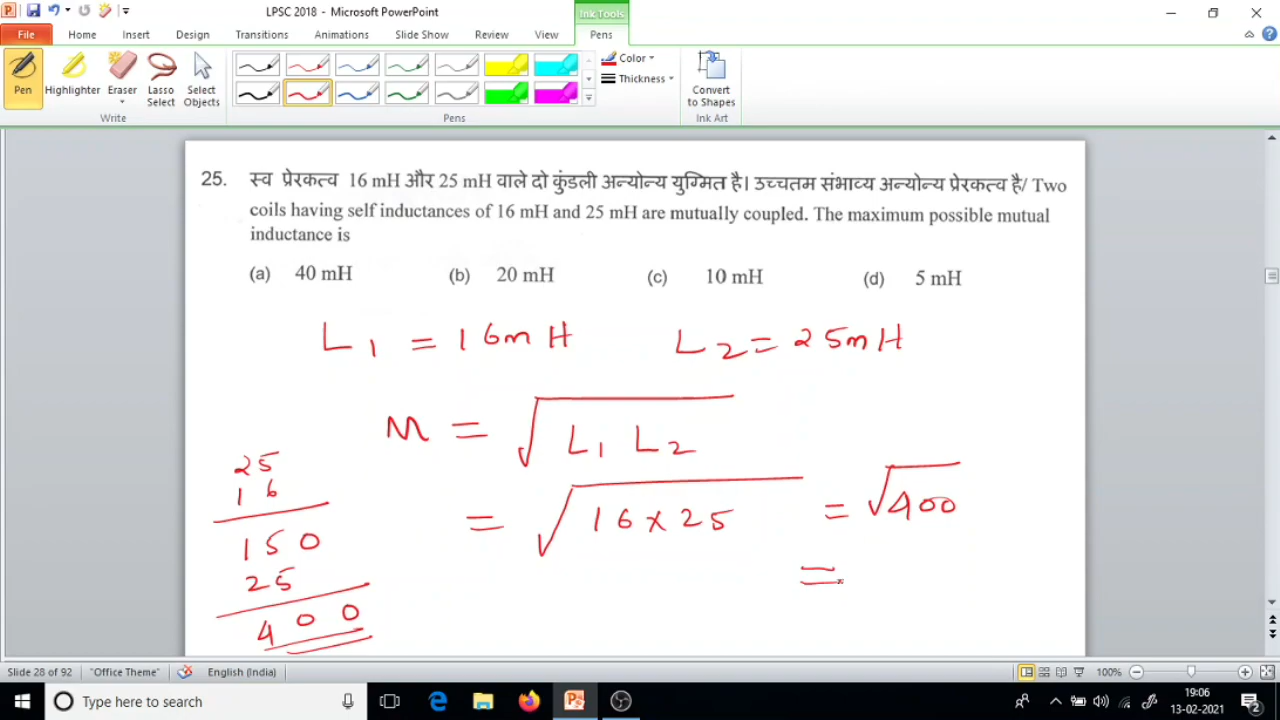 LPSC 2018 - Microsoft PowerPoint
Ink Tools
File Home Insert Design Transitions Animations Slide Show Review View Pens
Pen Highlighter Eraser Lasso Select Select Objects
Color
Thickness
Convert to Shapes
Write Pens Ink Art
25. स्व प्रेरकत्व 16 mH और 25 mH वाले दो कुंडली अन्योन्य युग्मित है। उच्चतम संभाव्य अन्योन्य प्रेरकत्व है/ Two
coils having self inductances of 16 mH and 25 mH are mutually coupled. The maximum possible mutual
inductance is
(a) 40 mH (b) 20 mH (c) 10 mH (d) 5 mH
L1 = 16mH L2 = 25mH
M = √L1 L2
= √16×25 = √400
=
25
16
150
25
400
Slide 28 of 92 "Office Theme" English (India) 100%
Type here to search
19:06
13-02-2021
2